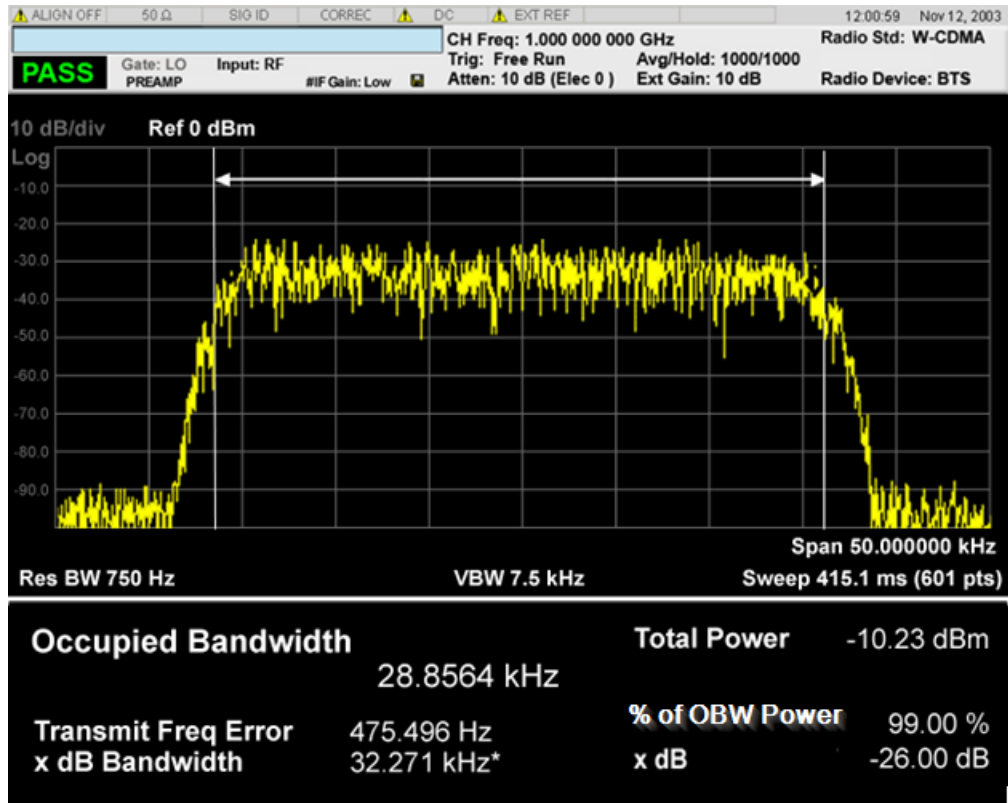 ALIGN OFF 50 Ω SIG ID CORREC DC EXT REF 12:00:59 Nov 12, 2003
CH Freq: 1.000 000 000 GHz Radio Std: W-CDMA
PASS Gate: LO Input: RF Trig: Free Run Avg/Hold: 1000/1000
PREAMP #IF Gain: Low Atten: 10 dB (Elec 0 ) Ext Gain: 10 dB Radio Device: BTS
10 dB/div Ref 0 dBm
Log
-10.0
-20.0
-30.0
-40.0
-50.0
-60.0
-70.0
-80.0
-90.0
Span 50.000000 kHz
Res BW 750 Hz VBW 7.5 kHz Sweep 415.1 ms (601 pts)
Occupied Bandwidth Total Power -10.23 dBm
28.8564 kHz
% of OBW Power 99.00 %
Transmit Freq Error 475.496 Hz
x dB Bandwidth 32.271 kHz* x dB -26.00 dB